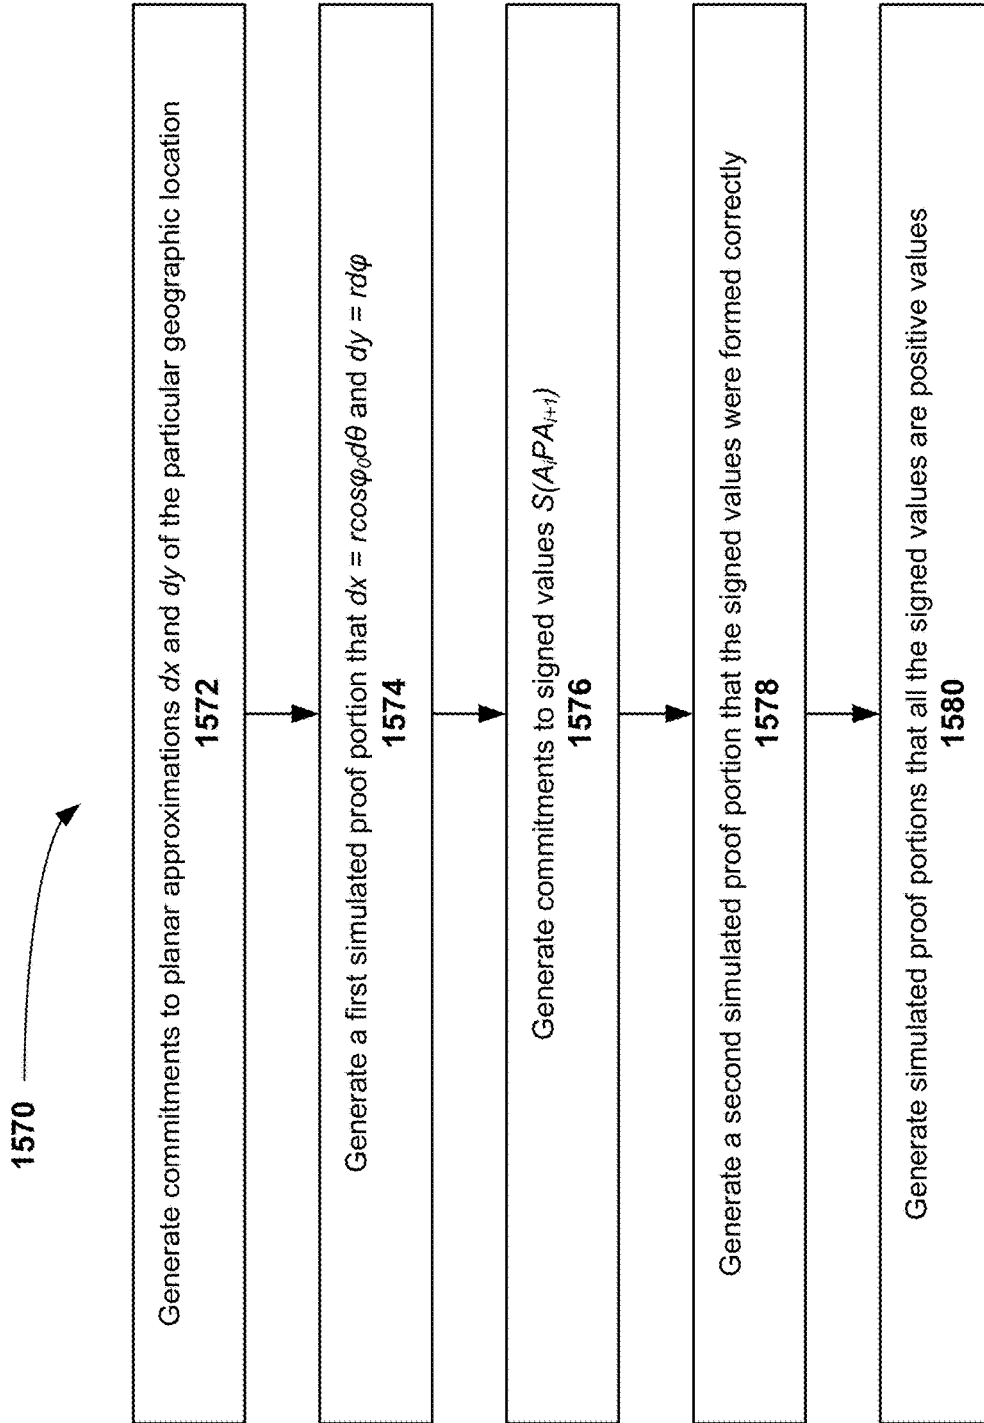 1570
Generate commitments to planar approximations dx and dy of the particular geographic location
1572
Generate a first simulated proof portion that dx = rcosφ₀dθ and dy = rdφ
1574
Generate commitments to signed values S(AᵢPAᵢ₊₁)
1576
Generate a second simulated proof portion that the signed values were formed correctly
1578
Generate simulated proof portions that all the signed values are positive values
1580